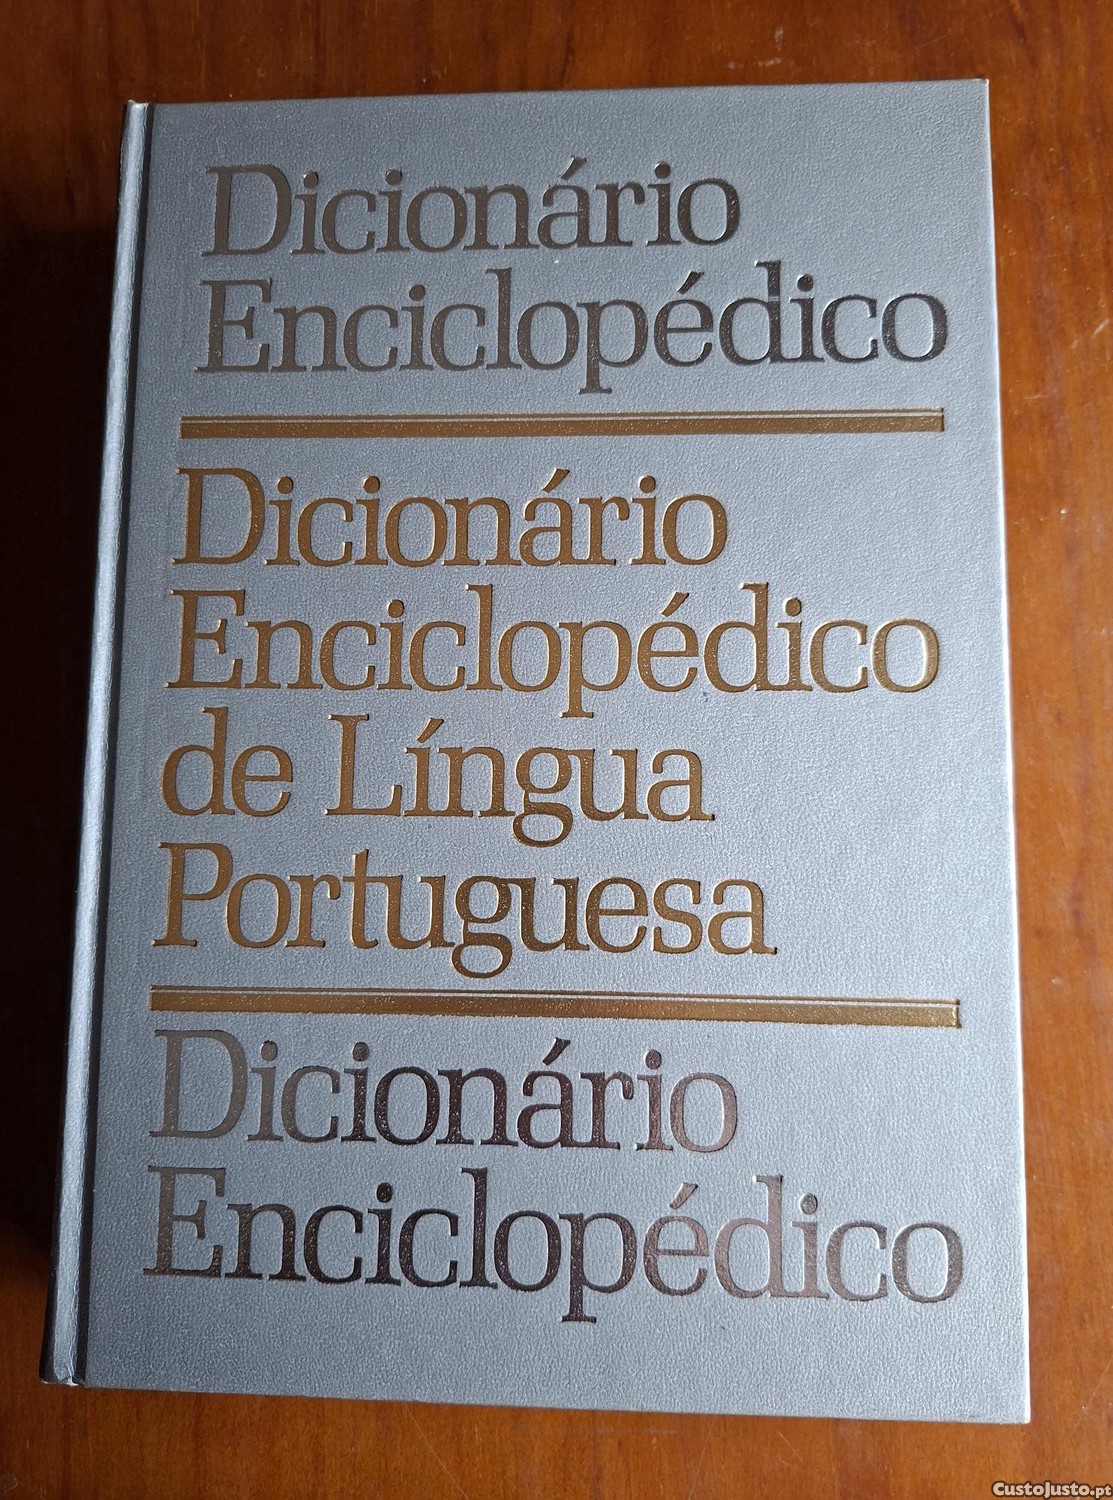 Dicionário
Enciclopédico
Dicionário
Enciclopédico
de Língua
Portuguesa
Dicionário
Enciclopédico
CustoJusto.pt